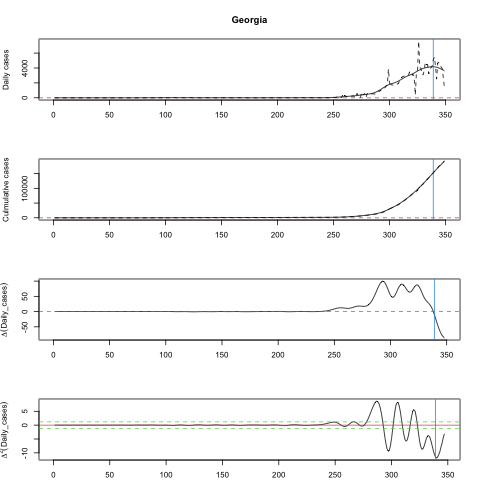 Georgia
Daily cases
0 4000
0 50 100 150 200 250 300 350
Culmulative cases
0 100000
0 50 100 150 200 250 300 350
Δ(Daily_cases)
-50 0 50
0 50 100 150 200 250 300 350
Δ²(Daily_cases)
-10 0 5
0 50 100 150 200 250 300 350